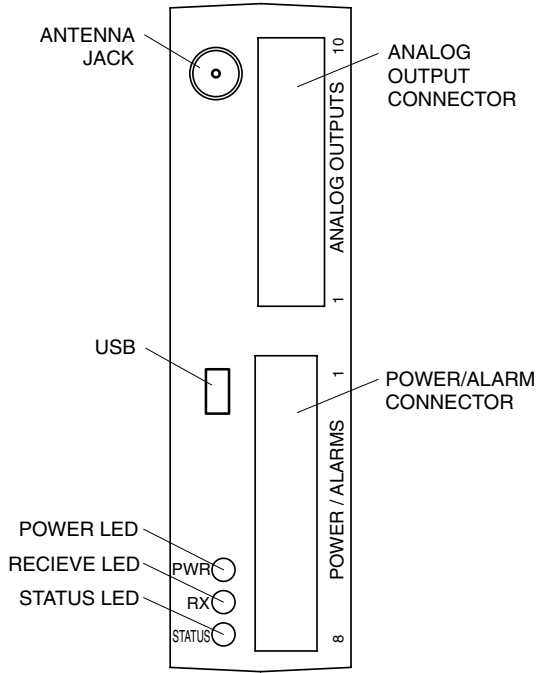 ANTENNA
JACK
10
ANALOG OUTPUTS
1
ANALOG
OUTPUT
CONNECTOR
USB
1
POWER / ALARMS
8
POWER/ALARM
CONNECTOR
POWER LED
PWR
RECIEVE LED
RX
STATUS LED
STATUS